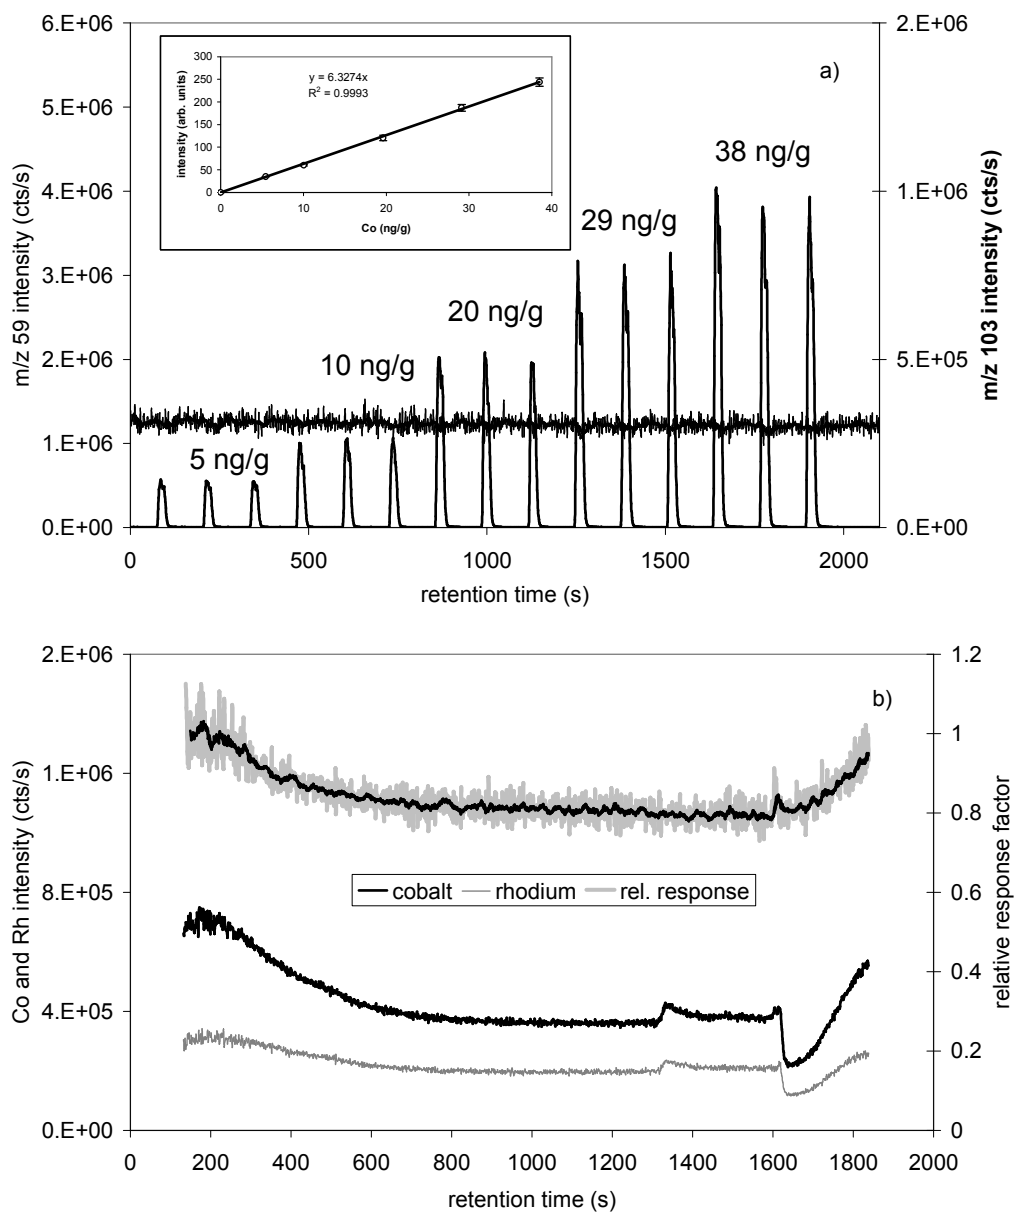 6.E+06
5.E+06
4.E+06
3.E+06
2.E+06
1.E+06
0.E+00
m/z 59 intensity (cts/s)
2.E+06
1.E+06
5.E+05
0.E+00
m/z 103 intensity (cts/s)
a)
300
250
200
150
100
50
0
intensity (arb. units)
y = 6.3274x
R² = 0.9993
0 10 20 30 40
Co (ng/g)
38 ng/g
29 ng/g
20 ng/g
10 ng/g
5 ng/g
0 500 1000 1500 2000
retention time (s)
2.E+06
1.E+06
8.E+05
4.E+05
0.E+00
Co and Rh intensity (cts/s)
1.2
1
0.8
0.6
0.4
0.2
0
relative response factor
b)
cobalt rhodium rel. response
0 200 400 600 800 1000 1200 1400 1600 1800 2000
retention time (s)